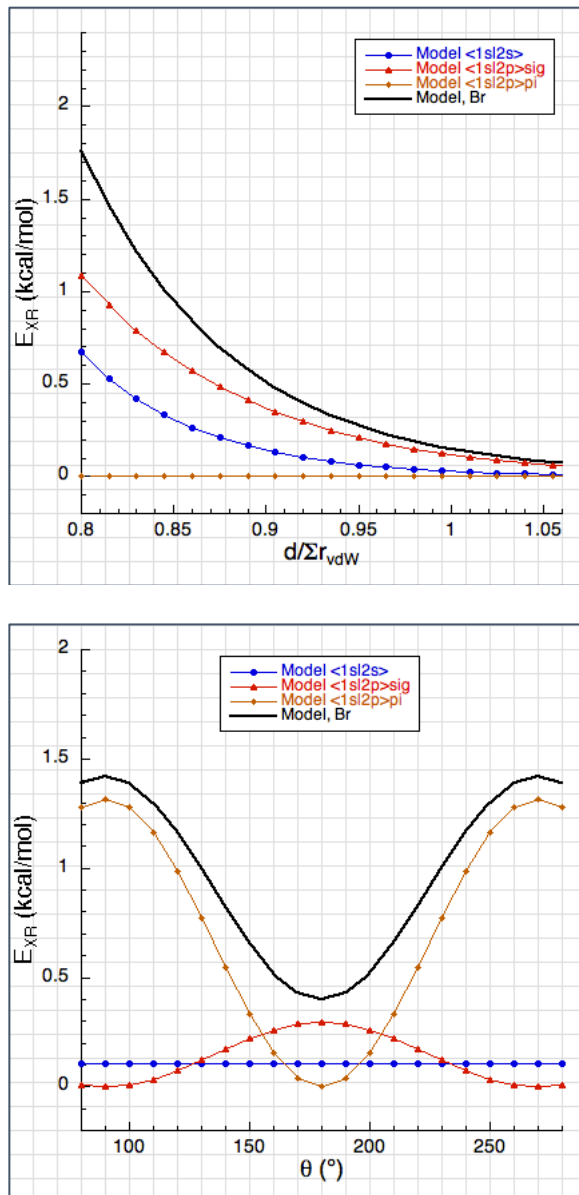 Model <1s|2s>
Model <1s|2p>sig
Model <1s|2p>pi
Model, Br
2
1.5
1
0.5
0
E_XR (kcal/mol)
0.8 0.85 0.9 0.95 1 1.05
d/Σr_vdW
Model <1s|2s>
Model <1s|2p>sig
Model <1s|2p>pi
Model, Br
2
1.5
1
0.5
0
E_XR (kcal/mol)
100 150 200 250
θ (°)